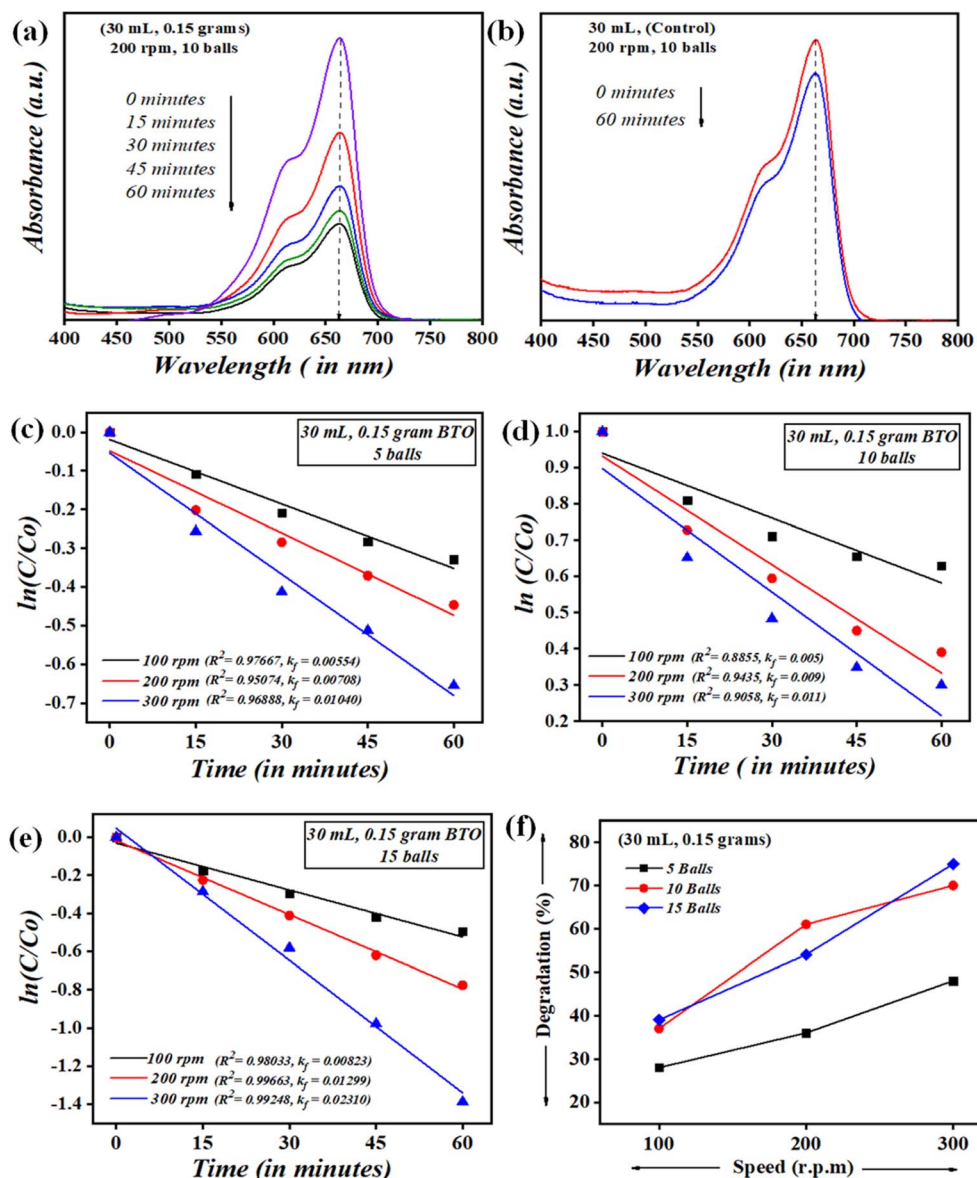 (a)
(30 mL, 0.15 grams)
200 rpm, 10 balls
0 minutes
15 minutes
30 minutes
45 minutes
60 minutes
Absorbance (a.u.)
400 450 500 550 600 650 700 750 800
Wavelength ( in nm)
(b)
30 mL, (Control)
200 rpm, 10 balls
0 minutes
60 minutes
Absorbance (a.u.)
400 450 500 550 600 650 700 750 800
Wavelength ( in nm)
(c)
30 mL, 0.15 gram BTO
5 balls
ln(C/Co)
0.0
-0.1
-0.2
-0.3
-0.4
-0.5
-0.6
-0.7
100 rpm (R²= 0.97667, kf = 0.00554)
200 rpm (R²= 0.95074, kf = 0.00708)
300 rpm (R²= 0.96888, kf = 0.01040)
0 15 30 45 60
Time (in minutes)
(d)
30 mL, 0.15 gram BTO
10 balls
ln (C/Co)
1.0
0.9
0.8
0.7
0.6
0.5
0.4
0.3
0.2
100 rpm (R²= 0.8855, kf = 0.005)
200 rpm (R²= 0.9435, kf = 0.009)
300 rpm (R²= 0.9058, kf = 0.011)
0 15 30 45 60
Time ( in minutes)
(e)
30 mL, 0.15 gram BTO
15 balls
ln(C/Co)
0.0
-0.2
-0.4
-0.6
-0.8
-1.0
-1.2
-1.4
100 rpm (R²= 0.98033, kf = 0.00823)
200 rpm (R²= 0.99663, kf = 0.01299)
300 rpm (R²= 0.99248, kf = 0.02310)
0 15 30 45 60
Time (in minutes)
(f)
(30 mL, 0.15 grams)
5 Balls
10 Balls
15 Balls
Degradation (%)
80
70
60
50
40
30
20
100 200 300
Speed (r.p.m)